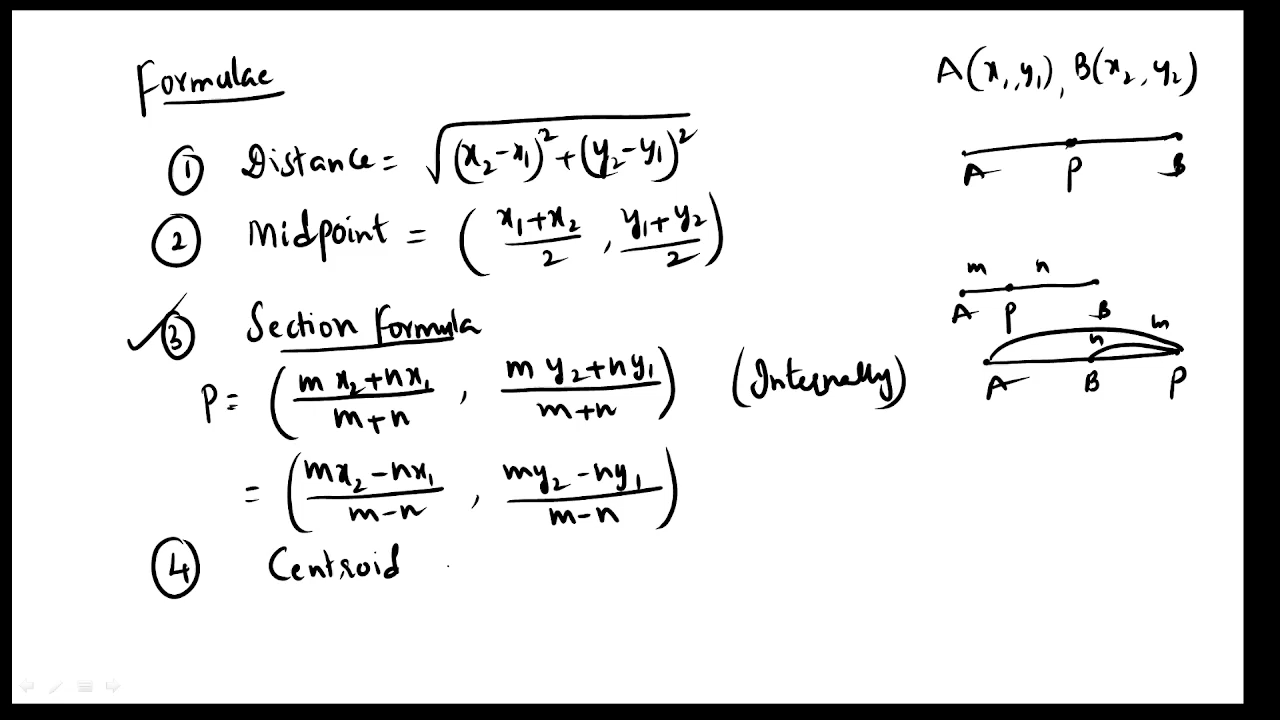 Formulae
A(x₁, y₁), B(x₂, y₂)
① Distance = √((x₂-x₁)²+(y₂-y₁)²)
A P B
② Midpoint = ((x₁+x₂)/2, (y₁+y₂)/2)
m n
A P B
③ Section Formula
m
n
A B P
P = ((mx₂+nx₁)/(m+n), (my₂+ny₁)/(m+n)) (Internally)
= ((mx₂-nx₁)/(m-n), (my₂-ny₁)/(m-n))
④ Centroid